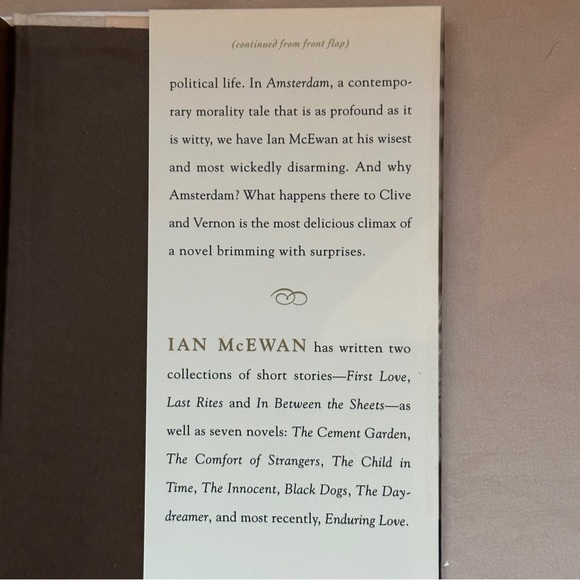 (continued from front flap)
political life. In Amsterdam, a contempo-
rary morality tale that is as profound as it
is witty, we have Ian McEwan at his wisest
and most wickedly disarming. And why
Amsterdam? What happens there to Clive
and Vernon is the most delicious climax of
a novel brimming with surprises.
IAN McEWAN has written two
collections of short stories—First Love,
Last Rites and In Between the Sheets—as
well as seven novels: The Cement Garden,
The Comfort of Strangers, The Child in
Time, The Innocent, Black Dogs, The Day-
dreamer, and most recently, Enduring Love.